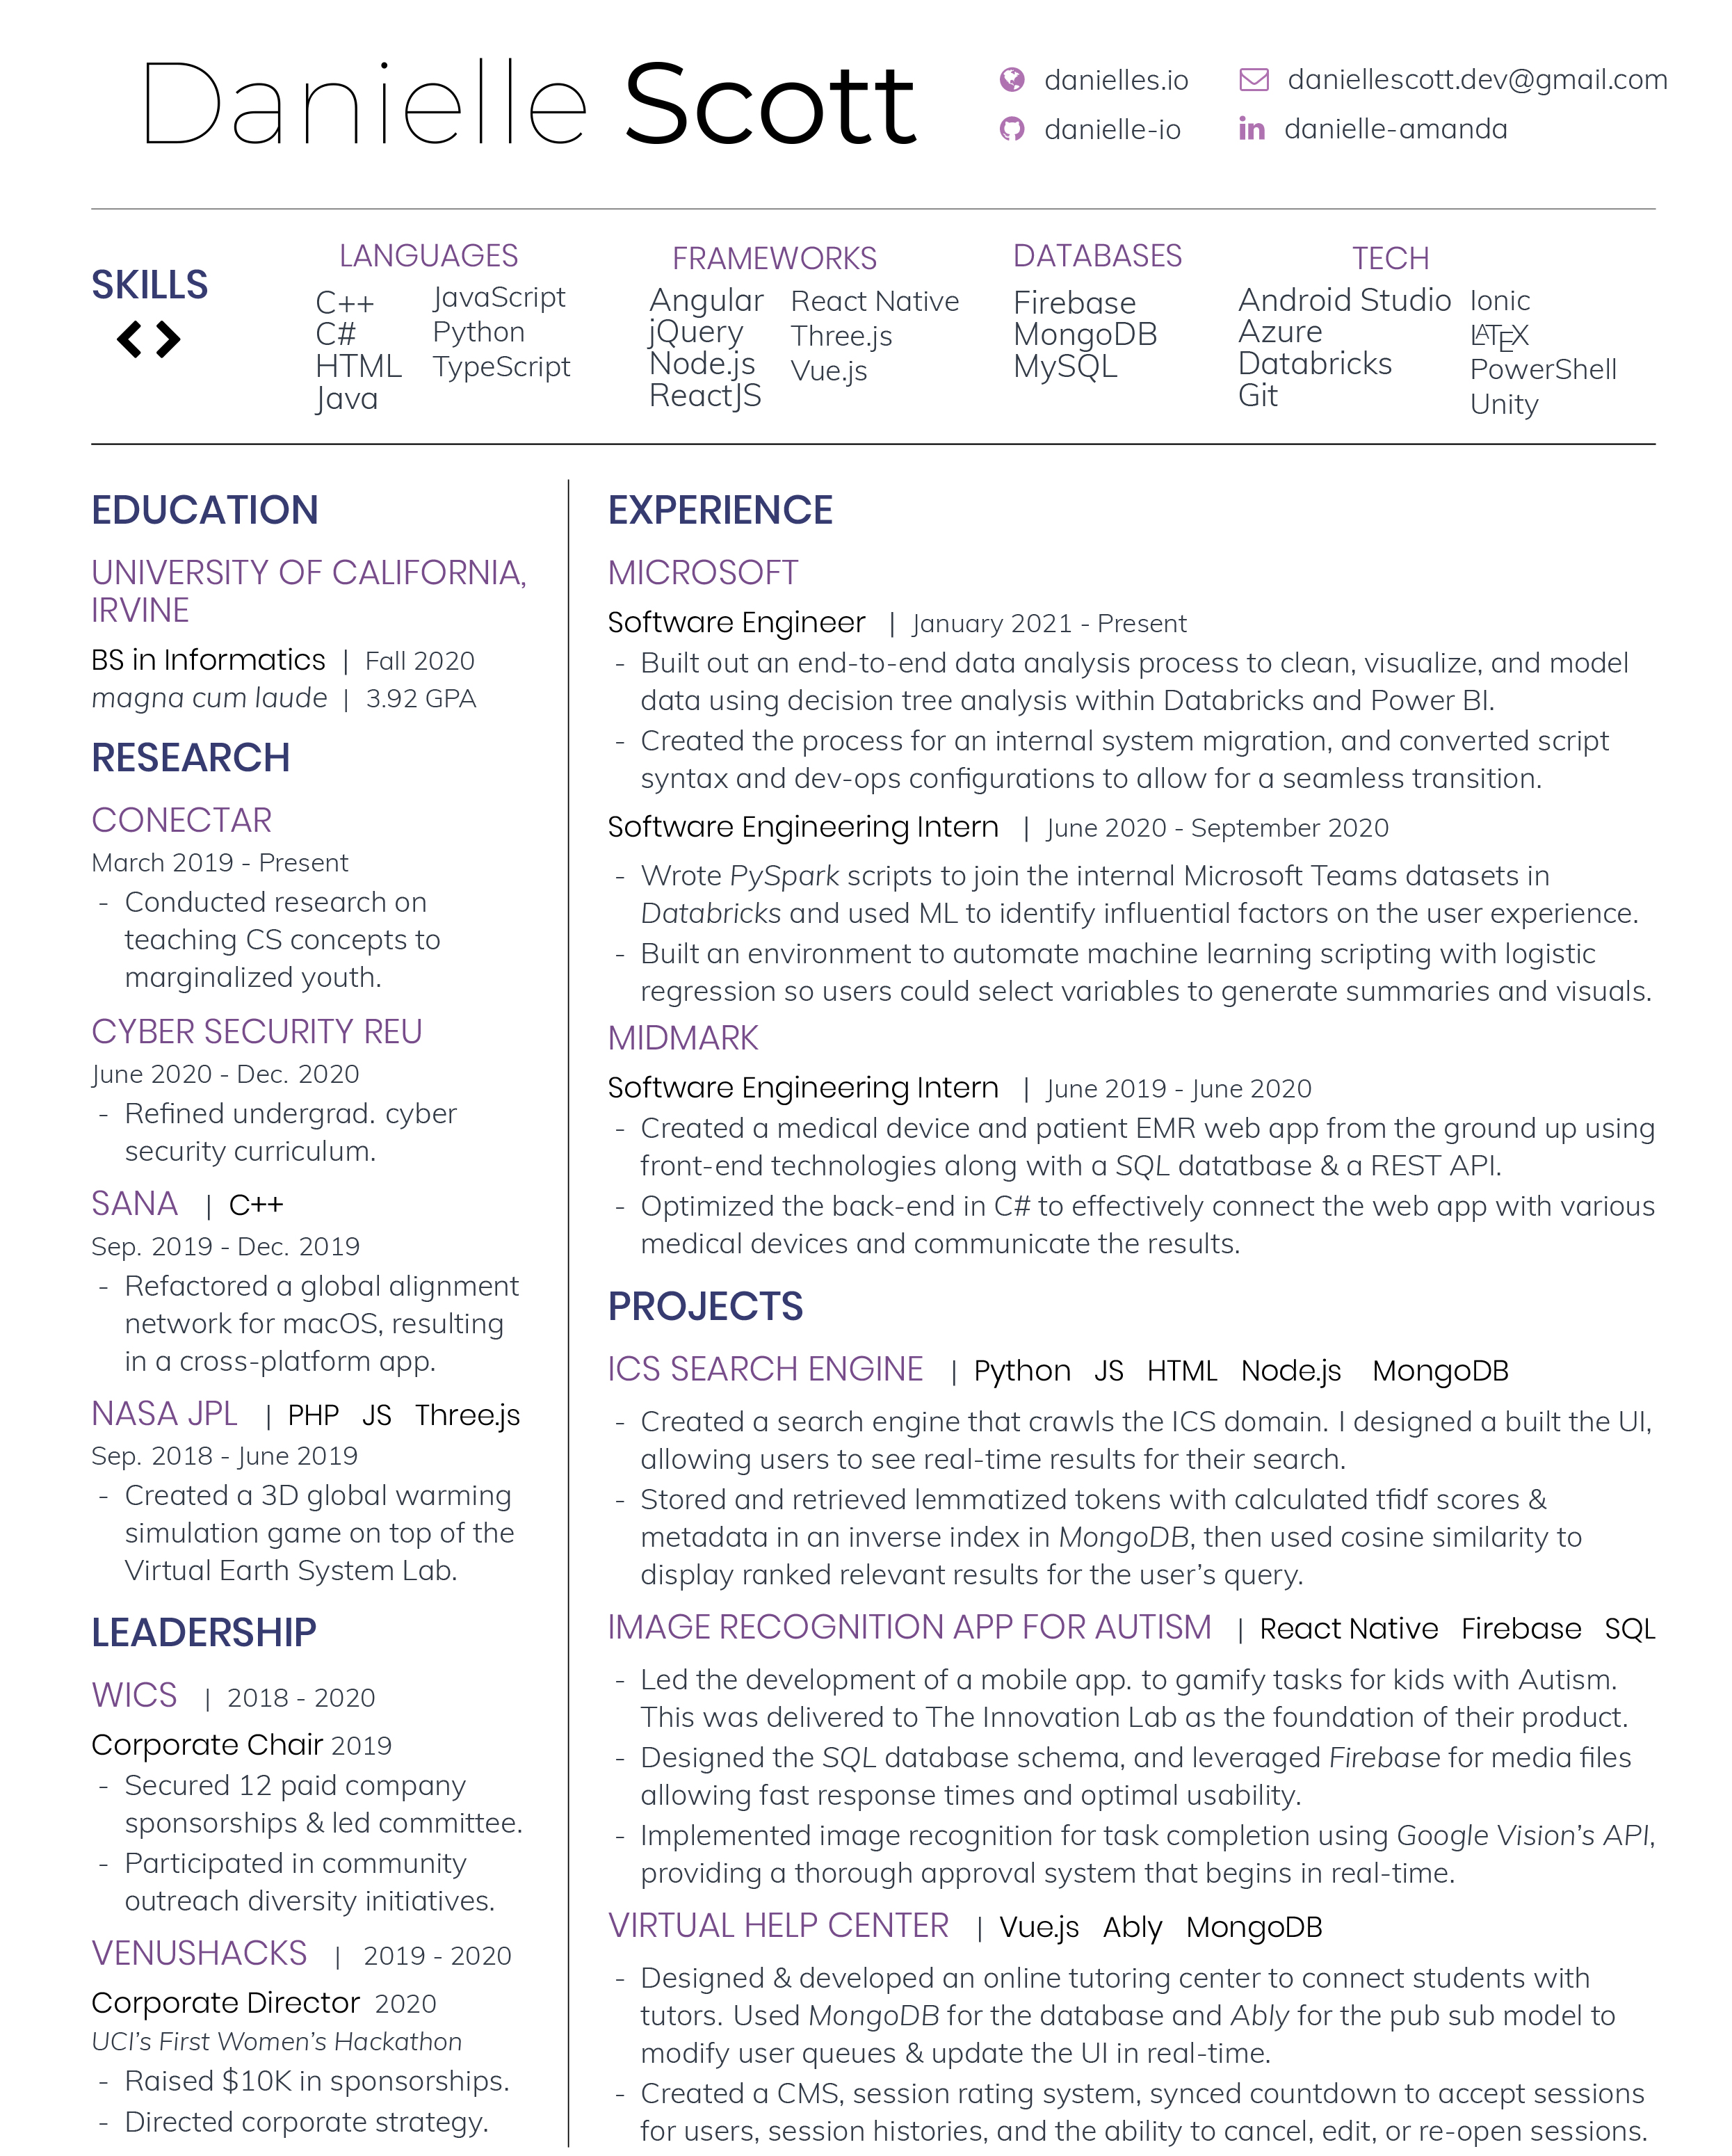 Danielle Scott
danielles.io
daniellescott.dev@gmail.com
danielle-io
danielle-amanda
SKILLS
LANGUAGES
C++
C#
HTML
Java
JavaScript
Python
TypeScript
FRAMEWORKS
Angular
jQuery
Node.js
ReactJS
React Native
Three.js
Vue.js
DATABASES
Firebase
MongoDB
MySQL
TECH
Android Studio
Azure
Databricks
Git
Ionic
LATEX
PowerShell
Unity
EDUCATION
UNIVERSITY OF CALIFORNIA,
IRVINE
BS in Informatics | Fall 2020
magna cum laude | 3.92 GPA
RESEARCH
CONECTAR
March 2019 - Present
- Conducted research on
teaching CS concepts to
marginalized youth.
CYBER SECURITY REU
June 2020 - Dec. 2020
- Refined undergrad. cyber
security curriculum.
SANA | C++
Sep. 2019 - Dec. 2019
- Refactored a global alignment
network for macOS, resulting
in a cross-platform app.
NASA JPL | PHP JS Three.js
Sep. 2018 - June 2019
- Created a 3D global warming
simulation game on top of the
Virtual Earth System Lab.
LEADERSHIP
WICS | 2018 - 2020
Corporate Chair 2019
- Secured 12 paid company
sponsorships & led committee.
- Participated in community
outreach diversity initiatives.
VENUSHACKS | 2019 - 2020
Corporate Director 2020
UCI’s First Women’s Hackathon
- Raised $10K in sponsorships.
- Directed corporate strategy.
EXPERIENCE
MICROSOFT
Software Engineer | January 2021 - Present
- Built out an end-to-end data analysis process to clean, visualize, and model
data using decision tree analysis within Databricks and Power BI.
- Created the process for an internal system migration, and converted script
syntax and dev-ops configurations to allow for a seamless transition.
Software Engineering Intern | June 2020 - September 2020
- Wrote PySpark scripts to join the internal Microsoft Teams datasets in
Databricks and used ML to identify influential factors on the user experience.
- Built an environment to automate machine learning scripting with logistic
regression so users could select variables to generate summaries and visuals.
MIDMARK
Software Engineering Intern | June 2019 - June 2020
- Created a medical device and patient EMR web app from the ground up using
front-end technologies along with a SQL datatbase & a REST API.
- Optimized the back-end in C# to effectively connect the web app with various
medical devices and communicate the results.
PROJECTS
ICS SEARCH ENGINE | Python JS HTML Node.js MongoDB
- Created a search engine that crawls the ICS domain. I designed a built the UI,
allowing users to see real-time results for their search.
- Stored and retrieved lemmatized tokens with calculated tfidf scores &
metadata in an inverse index in MongoDB, then used cosine similarity to
display ranked relevant results for the user’s query.
IMAGE RECOGNITION APP FOR AUTISM | React Native Firebase SQL
- Led the development of a mobile app. to gamify tasks for kids with Autism.
This was delivered to The Innovation Lab as the foundation of their product.
- Designed the SQL database schema, and leveraged Firebase for media files
allowing fast response times and optimal usability.
- Implemented image recognition for task completion using Google Vision’s API,
providing a thorough approval system that begins in real-time.
VIRTUAL HELP CENTER | Vue.js Ably MongoDB
- Designed & developed an online tutoring center to connect students with
tutors. Used MongoDB for the database and Ably for the pub sub model to
modify user queues & update the UI in real-time.
- Created a CMS, session rating system, synced countdown to accept sessions
for users, session histories, and the ability to cancel, edit, or re-open sessions.